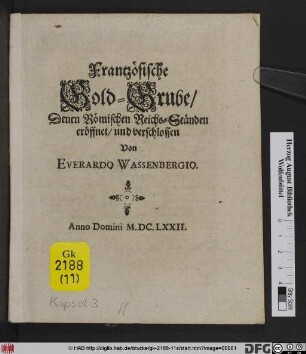 Frantzösische
Gold-Grube/
Denen Römischen Reichs-Ständen
eröffnet/ und verschlossen
Von
EVERARDO WASSENBERGIO.
Anno Domini M.DC.LXXII.
Gk
2188
(11)
Kapsel 3
Herzog August Bibliothek
Wolfenbüttel
© HAB http://diglib.hab.de/drucke/gk-2188-11s/start.htm?image=00001
DFG